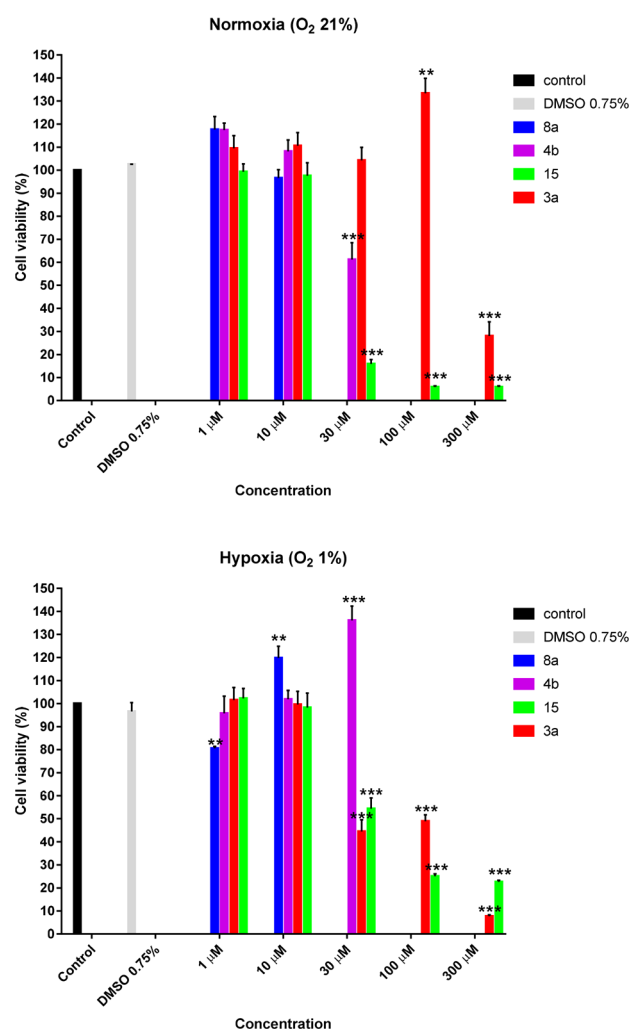 Normoxia (O₂ 21%)
150
140
130
120
110
100
90
80
70
60
50
40
30
20
10
0
Cell viability (%)
**
***
***
***
***
***
control
DMSO 0.75%
8a
4b
15
3a
Control
DMSO 0.75%
1 µM
10 µM
30 µM
100 µM
300 µM
Concentration
Hypoxia (O₂ 1%)
150
140
130
120
110
100
90
80
70
60
50
40
30
20
10
0
Cell viability (%)
**
**
***
***
***
***
***
***
***
control
DMSO 0.75%
8a
4b
15
3a
Control
DMSO 0.75%
1 µM
10 µM
30 µM
100 µM
300 µM
Concentration